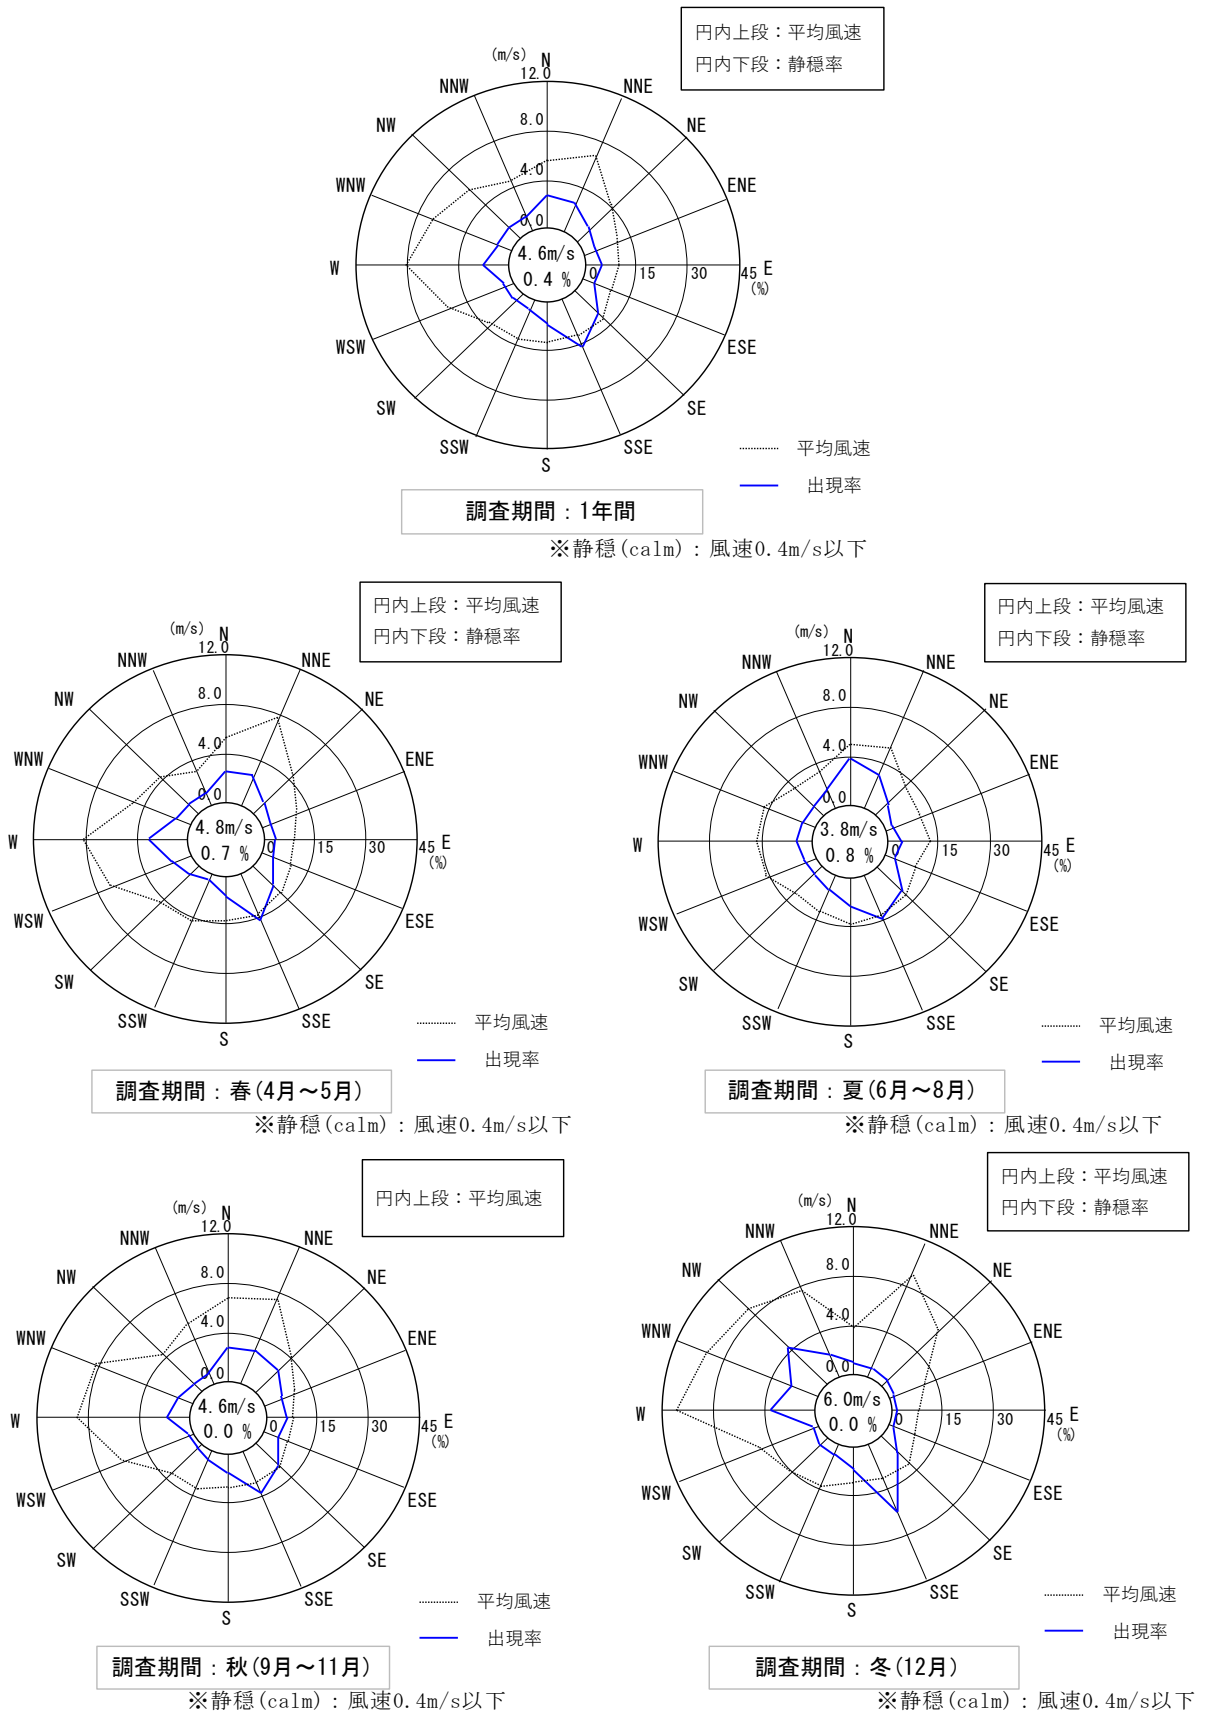 円内上段：平均風速
円内下段：静穏率
(m/s) N
12.0
NNW NNE
8.0
NW NE
4.0
WNW ENE
0.0
4.6m/s
W 0 15 30 45 E
0.4 %
(%)
WSW ESE
SW SE
SSW SSE
S
平均風速
出現率
調査期間：1年間
※静穏(calm)：風速0.4m/s以下
円内上段：平均風速
円内下段：静穏率
(m/s) N
12.0
NNW NNE
8.0
NW NE
4.0
WNW ENE
0.0
4.8m/s
W 0 15 30 45 E
0.7 %
(%)
WSW ESE
SW SE
SSW SSE
S
平均風速
出現率
調査期間：春(4月～5月)
※静穏(calm)：風速0.4m/s以下
円内上段：平均風速
円内下段：静穏率
(m/s) N
12.0
NNW NNE
8.0
NW NE
4.0
WNW ENE
0.0
3.8m/s
W 0 15 30 45 E
0.8 %
(%)
WSW ESE
SW SE
SSW SSE
S
平均風速
出現率
調査期間：夏(6月～8月)
※静穏(calm)：風速0.4m/s以下
円内上段：平均風速
(m/s) N
12.0
NNW NNE
8.0
NW NE
4.0
WNW ENE
0.0
4.6m/s
W 0 15 30 45 E
0.0 %
(%)
WSW ESE
SW SE
SSW SSE
S
平均風速
出現率
調査期間：秋(9月～11月)
※静穏(calm)：風速0.4m/s以下
円内上段：平均風速
円内下段：静穏率
(m/s) N
12.0
NNW NNE
8.0
NW NE
4.0
WNW ENE
0.0
6.0m/s
W 0 15 30 45 E
0.0 %
(%)
WSW ESE
SW SE
SSW SSE
S
平均風速
出現率
調査期間：冬(12月)
※静穏(calm)：風速0.4m/s以下